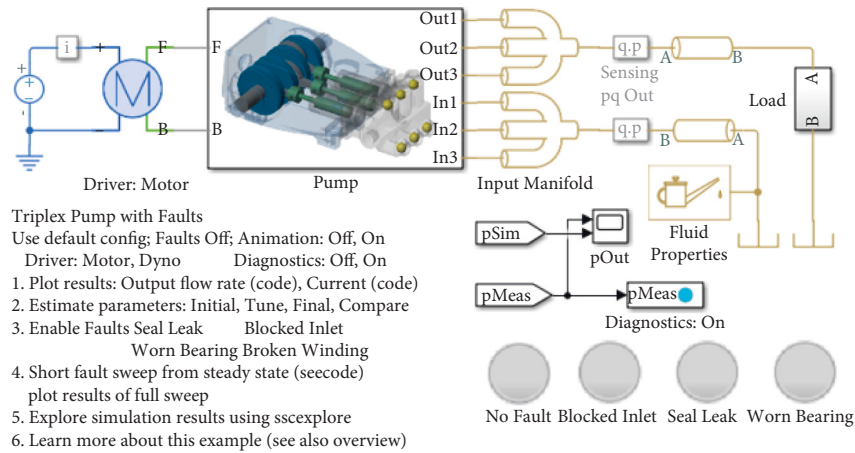 Out1
Out2
Out3
In1
In2
In3
i
+
F
F
q.p
A
B
Sensing
pq Out
M
+
+
-
–
B
B
q.p
B
A
Load
A
B
Driver: Motor
Pump
Input Manifold
Fluid
Properties
Triplex Pump with Faults
Use default config; Faults Off; Animation: Off, On
Driver: Motor, Dyno Diagnostics: Off, On
1. Plot results: Output flow rate (code), Current (code)
2. Estimate parameters: Initial, Tune, Final, Compare
3. Enable Faults Seal Leak Blocked Inlet
Worn Bearing Broken Winding
4. Short fault sweep from steady state (seecode)
plot results of full sweep
5. Explore simulation results using sscexplore
6. Learn more about this example (see also overview)
pSim
pOut
pMeas
pMeas
Diagnostics: On
No Fault Blocked Inlet Seal Leak Worn Bearing